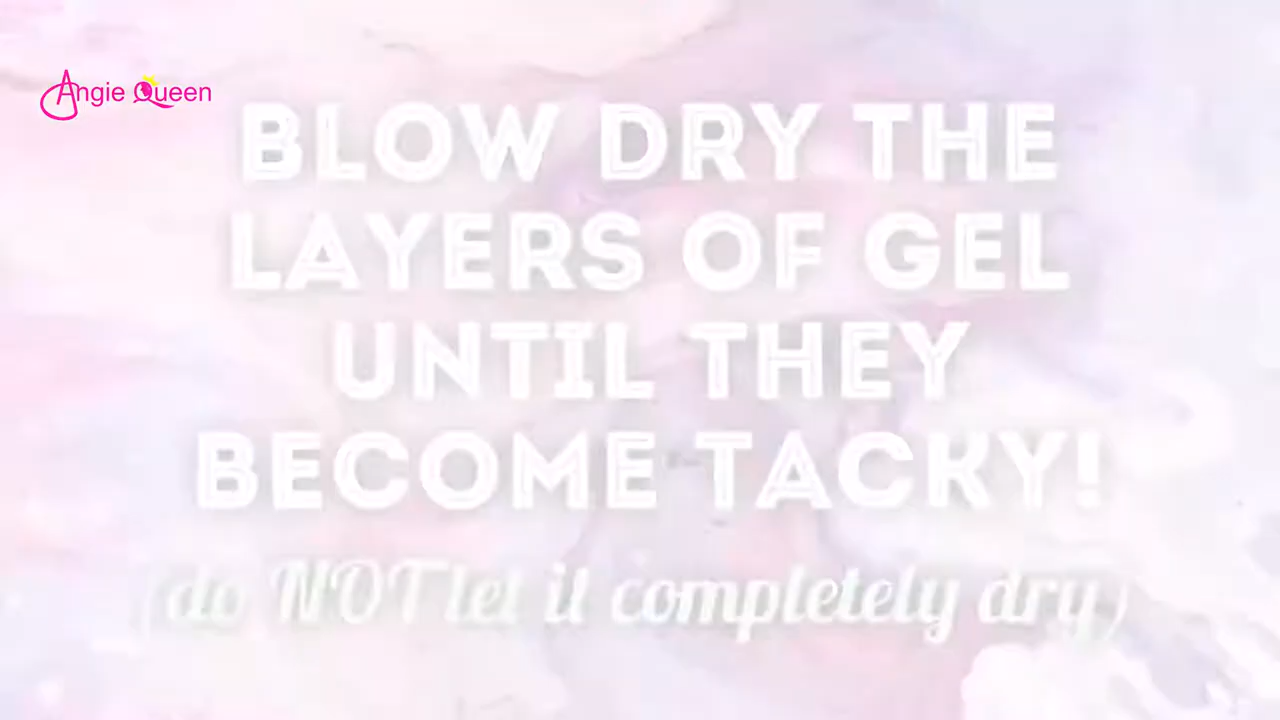 Angie Queen
BLOW DRY THE
LAYERS OF GEL
UNTIL THEY
BECOME TACKY!
(do NOT let it completely dry)